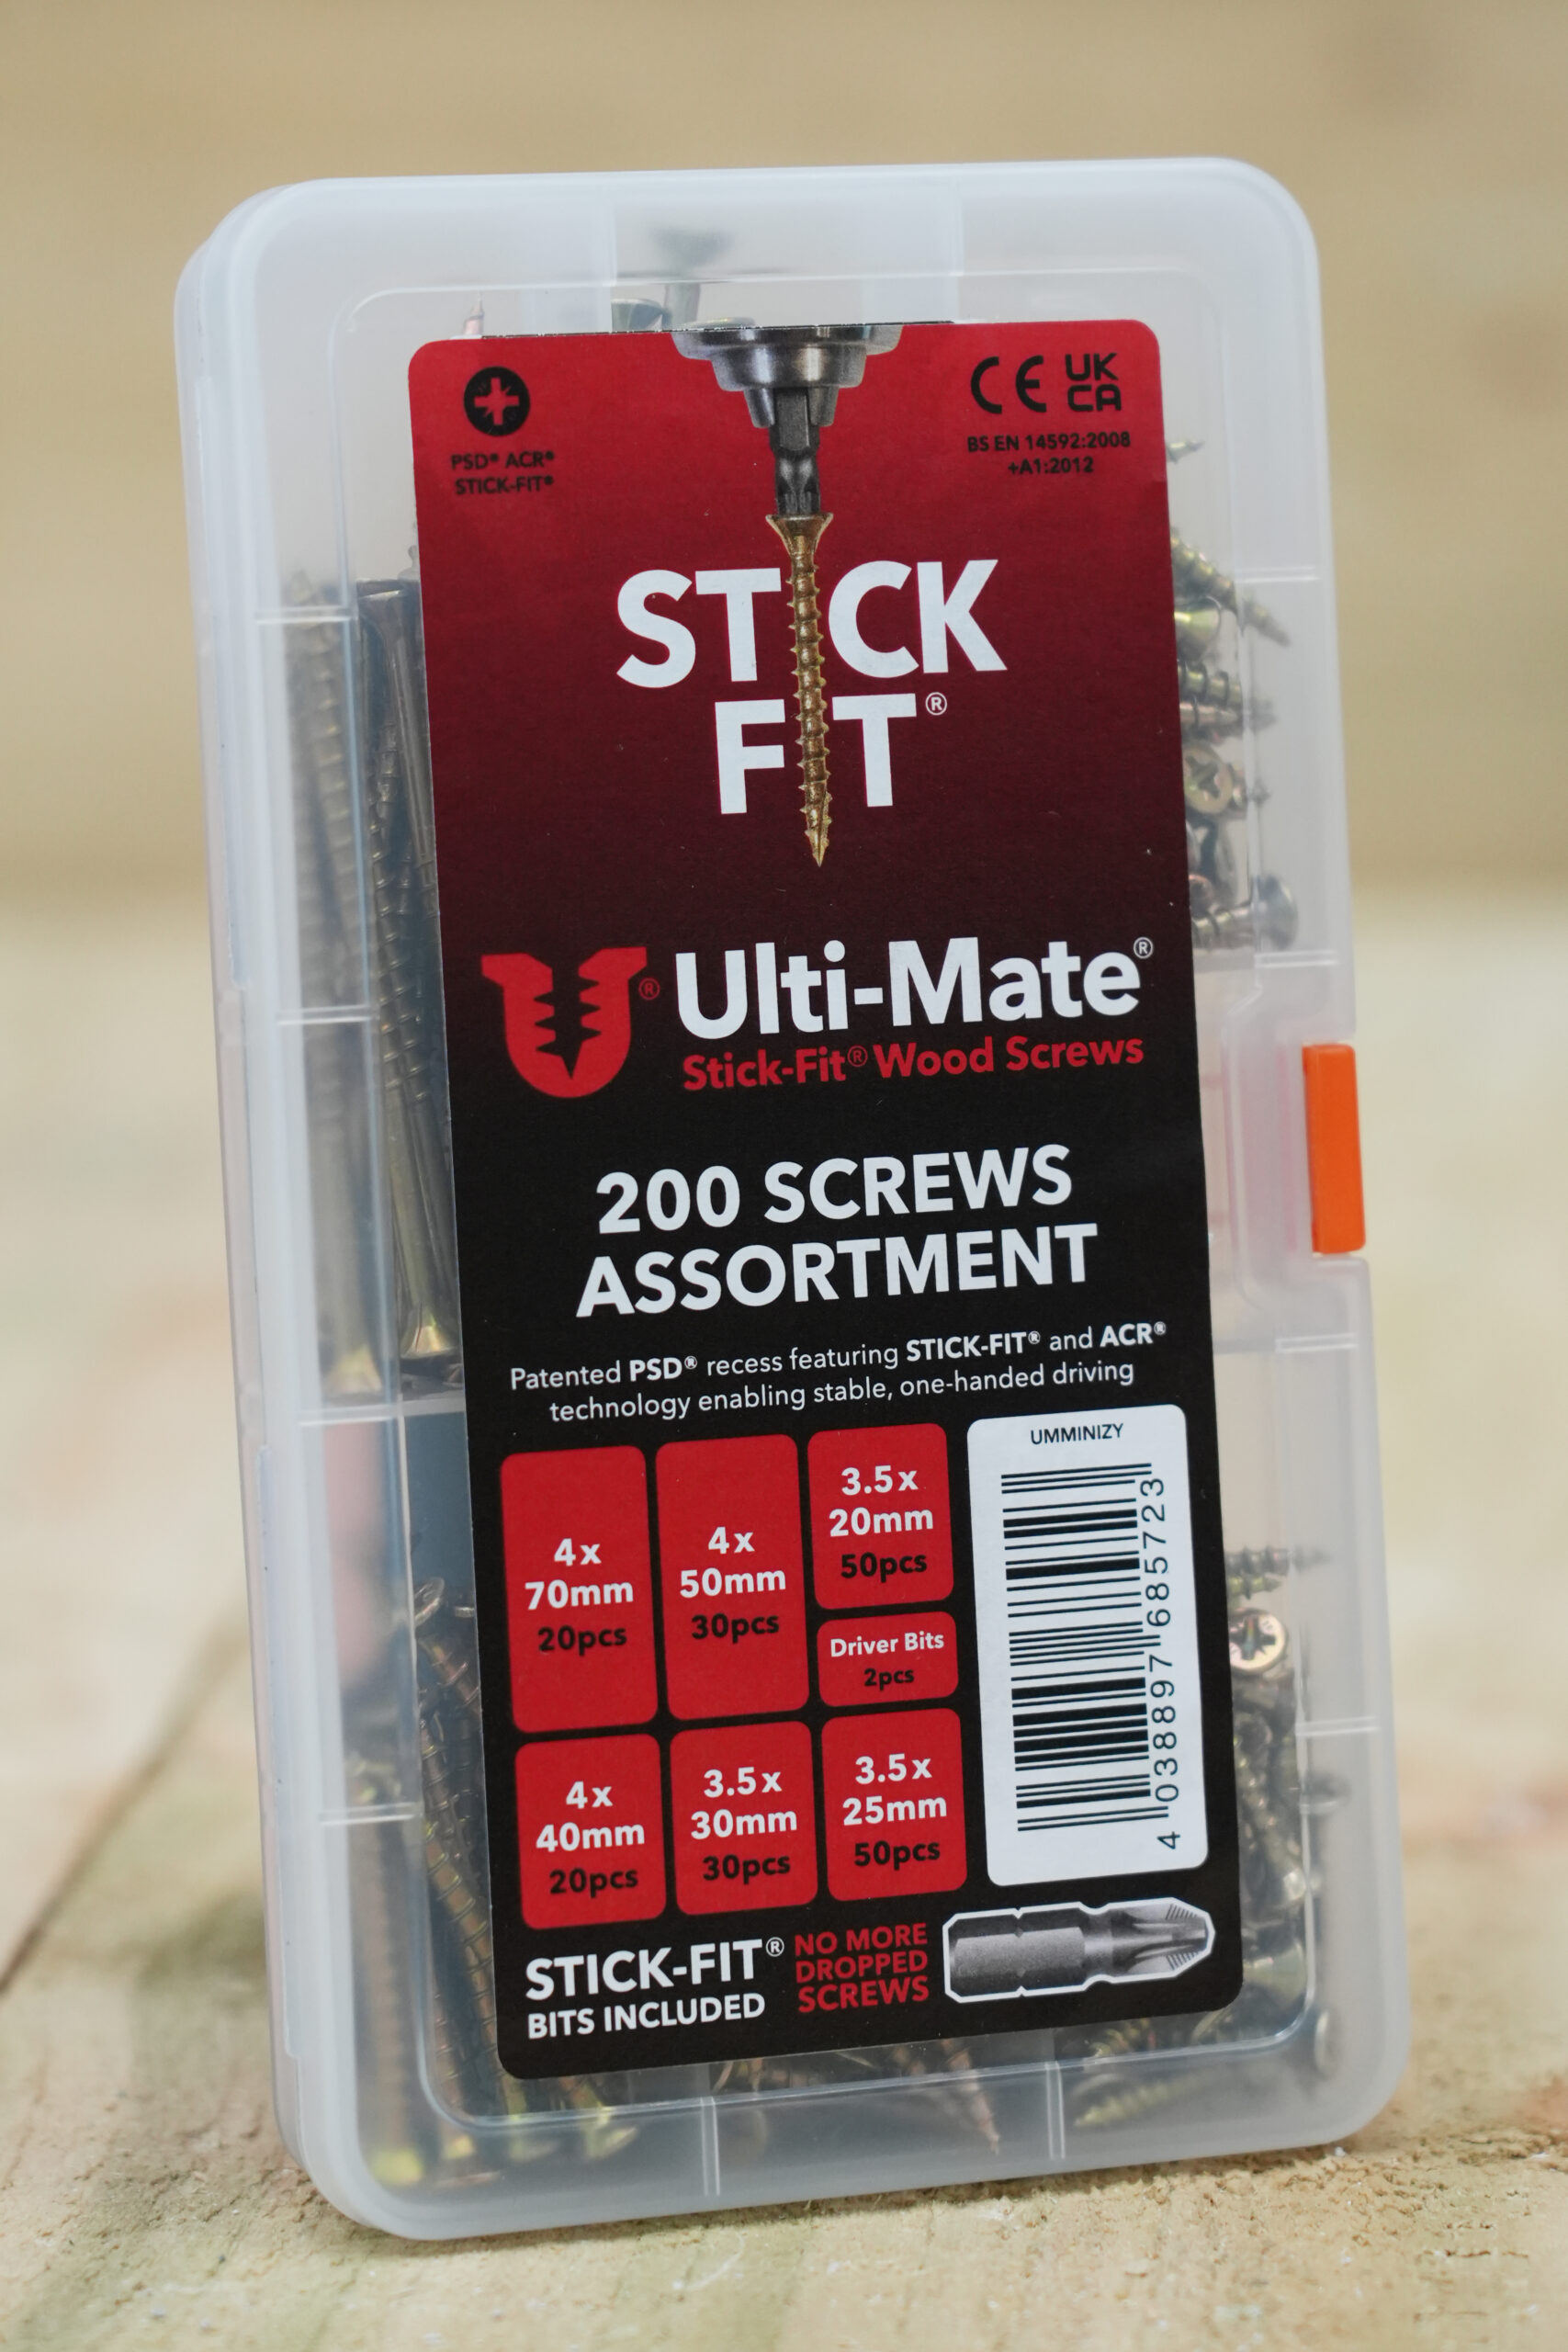 PSD® ACR®
STICK-FIT®
CE UK
CA
BS EN 14592:2008
+A1:2012
STICK
FIT®
® Ulti-Mate®
Stick-Fit® Wood Screws
200 SCREWS
ASSORTMENT
Patented PSD® recess featuring STICK-FIT® and ACR®
technology enabling stable, one-handed driving
4x
70mm
20pcs
4x
50mm
30pcs
3.5x
20mm
50pcs
Driver Bits
2pcs
4x
40mm
20pcs
3.5x
30mm
30pcs
3.5x
25mm
50pcs
UMMINIZY
4 038897 685723
STICK-FIT®
BITS INCLUDED
NO MORE
DROPPED
SCREWS